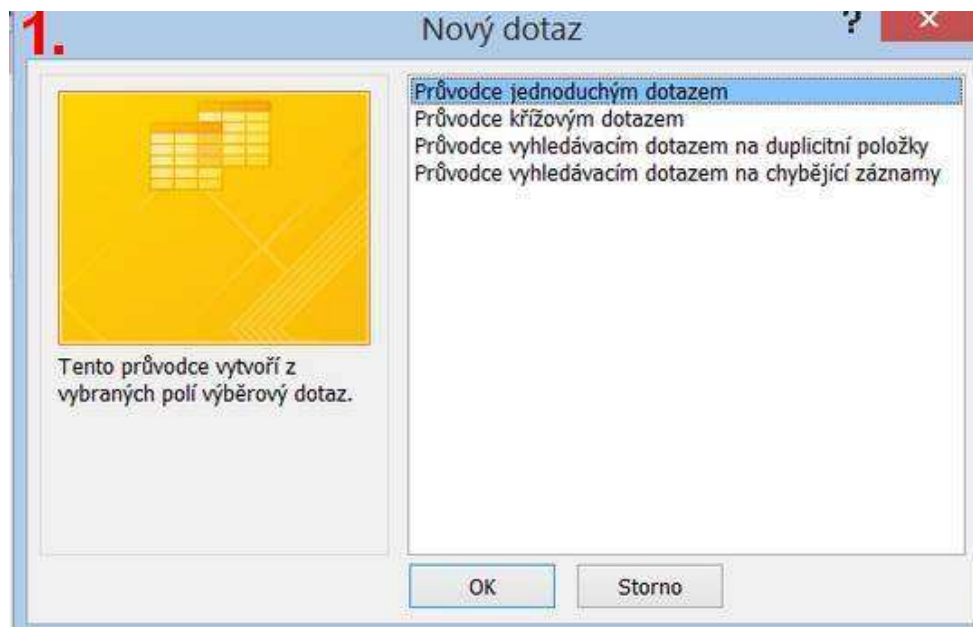 1.
Nový dotaz
?
×
Průvodce jednoduchým dotazem
Průvodce křížovým dotazem
Průvodce vyhledávacím dotazem na duplicitní položky
Průvodce vyhledávacím dotazem na chybějící záznamy
Tento průvodce vytvoří z
vybraných polí výběrový dotaz.
OK
Storno